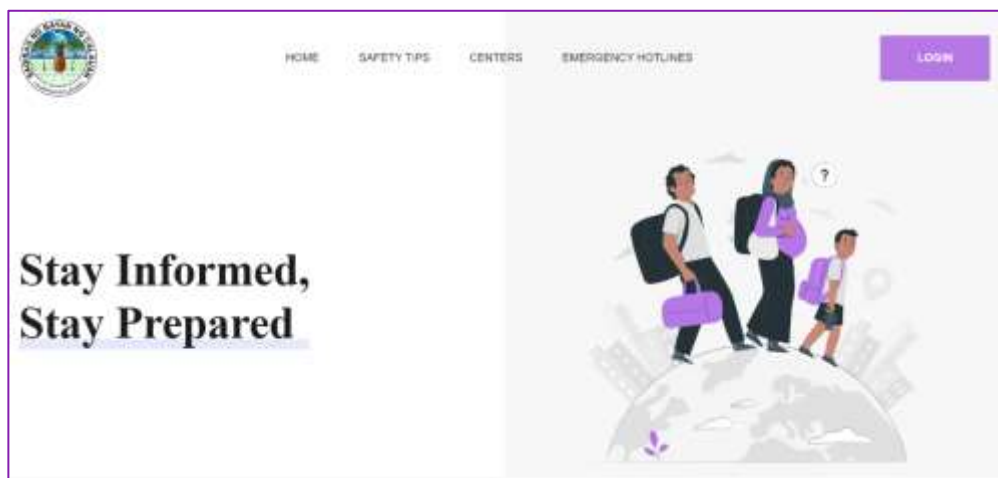 HOME SAFETY TIPS CENTERS EMERGENCY HOTLINES LOGIN
?
Stay Informed,
Stay Prepared